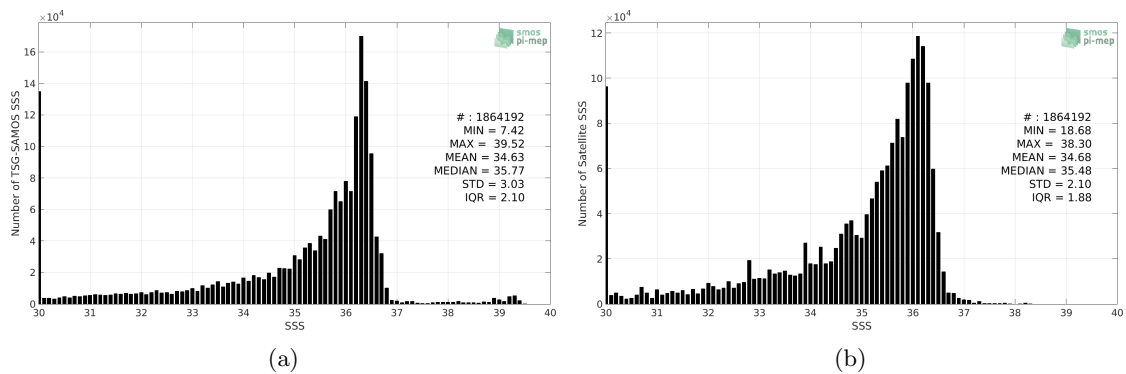 ×10⁴
16
14
12
10
8
6
4
2
0
Number of TSG-SAMOS SSS
30 31 32 33 34 35 36 37 38 39 40
SSS
smos
pi-mep
# : 1864192
MIN = 7.42
MAX = 39.52
MEAN = 34.63
MEDIAN = 35.77
STD = 3.03
IQR = 2.10
(a)
×10⁴
12
10
8
6
4
2
0
Number of Satellite SSS
30 31 32 33 34 35 36 37 38 39 40
SSS
smos
pi-mep
# : 1864192
MIN = 18.68
MAX = 38.30
MEAN = 34.68
MEDIAN = 35.48
STD = 2.10
IQR = 1.88
(b)